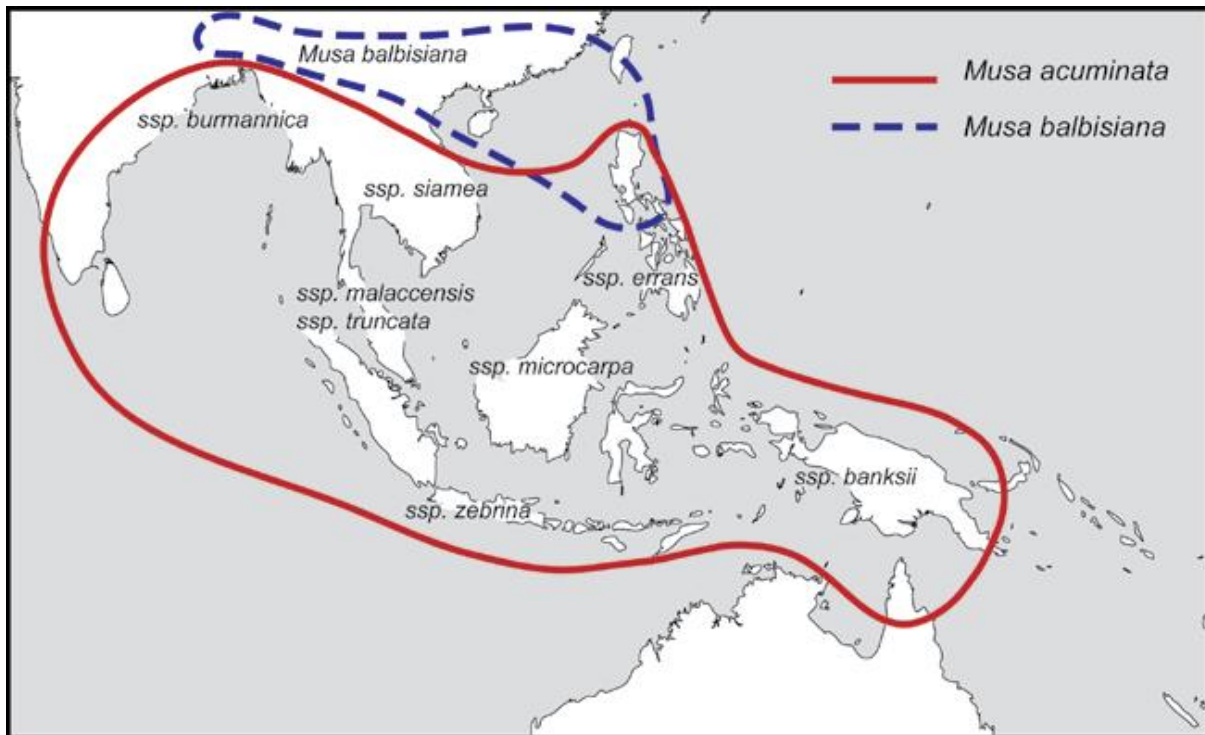 Musa balbisiana
Musa acuminata
Musa balbisiana
ssp. burmannica
ssp. siamea
ssp. errans
ssp. malaccensis
ssp. truncata
ssp. microcarpa
ssp. banksii
ssp. zebrina